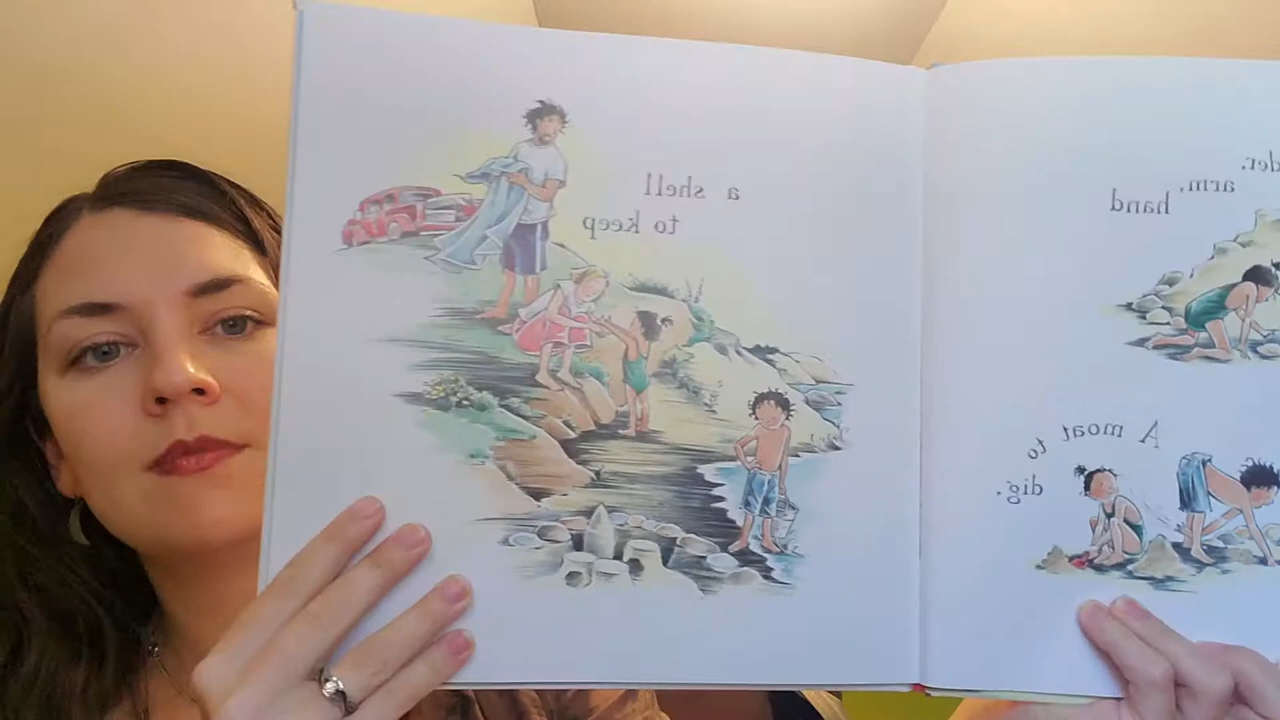 arm,
hand
A moat to
dig,
a shell
to keep